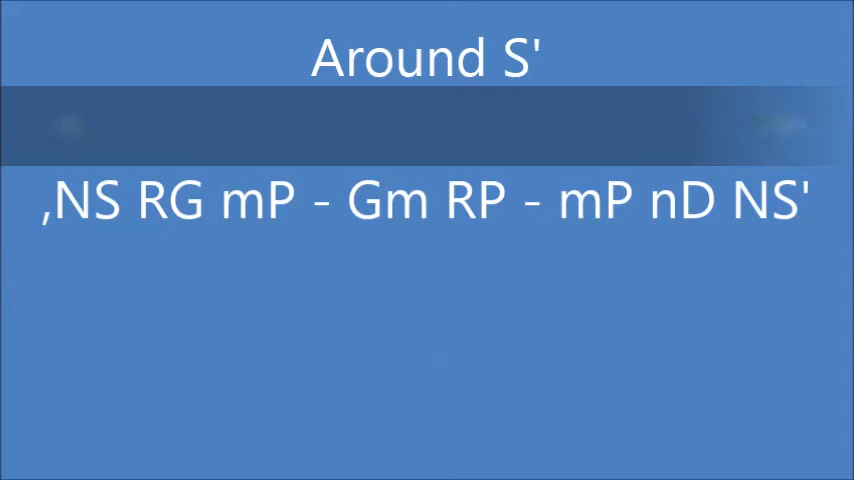 Around S'
,NS RG mP - Gm RP - mP nD NS'